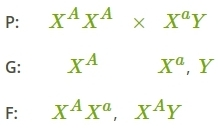 P: X^A X^A × X^a Y
G: X^A X^a, Y
F: X^A X^a, X^A Y